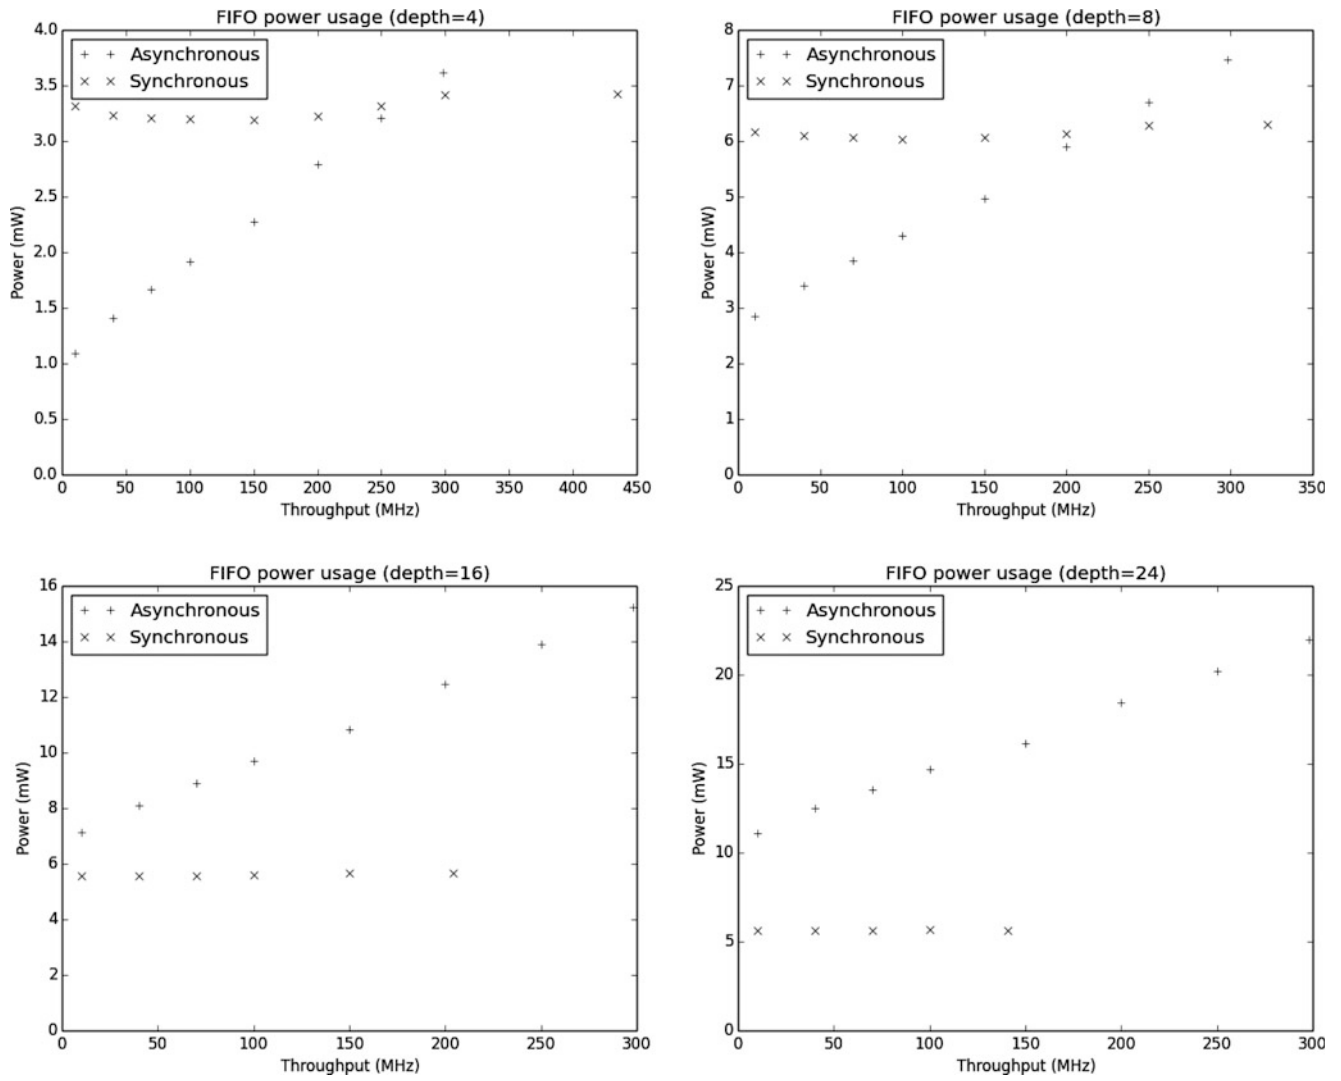 FIFO power usage (depth=4)
4.0
3.5
3.0
2.5
2.0
1.5
1.0
0.5
0.0
Power (mW)
Asynchronous
Synchronous
0 50 100 150 200 250 300 350 400 450
Throughput (MHz)
FIFO power usage (depth=8)
8
7
6
5
4
3
2
1
0
Power (mW)
Asynchronous
Synchronous
0 50 100 150 200 250 300 350
Throughput (MHz)
FIFO power usage (depth=16)
16
14
12
10
8
6
4
2
0
Power (mW)
Asynchronous
Synchronous
0 50 100 150 200 250 300
Throughput (MHz)
FIFO power usage (depth=24)
25
20
15
10
5
0
Power (mW)
Asynchronous
Synchronous
0 50 100 150 200 250 300
Throughput (MHz)